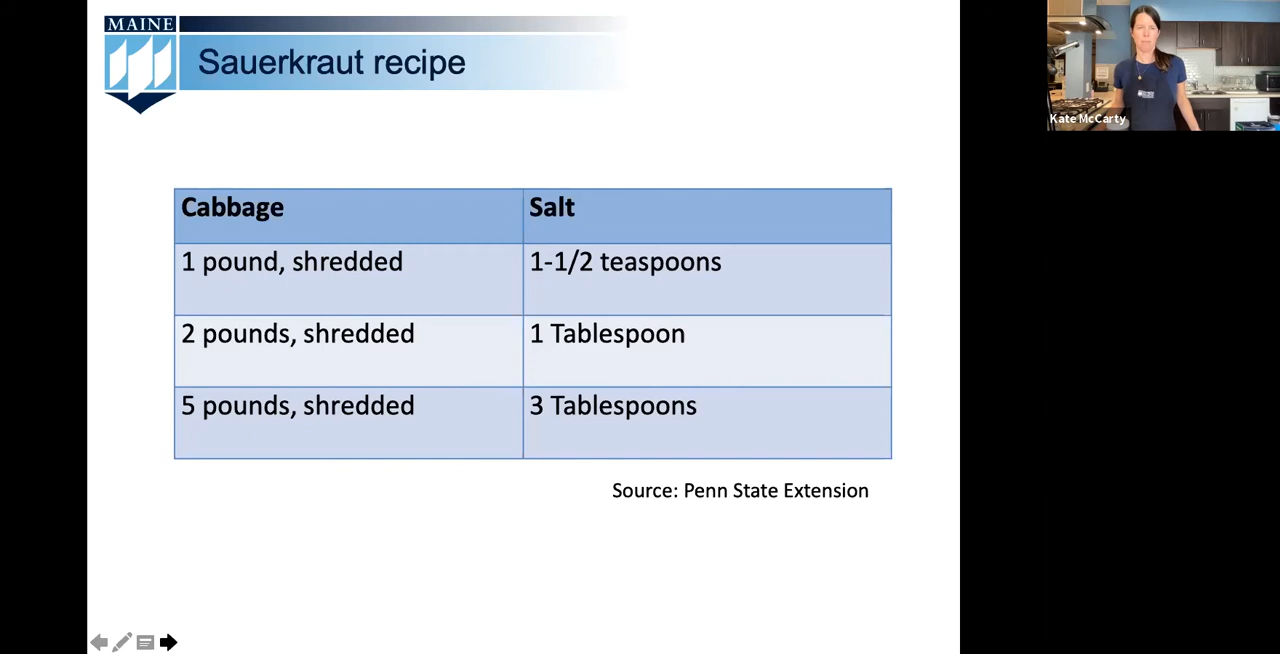 MAINE
Sauerkraut recipe
Kate McCarty
Cabbage Salt
1 pound, shredded 1-1/2 teaspoons
2 pounds, shredded 1 Tablespoon
5 pounds, shredded 3 Tablespoons
Source: Penn State Extension